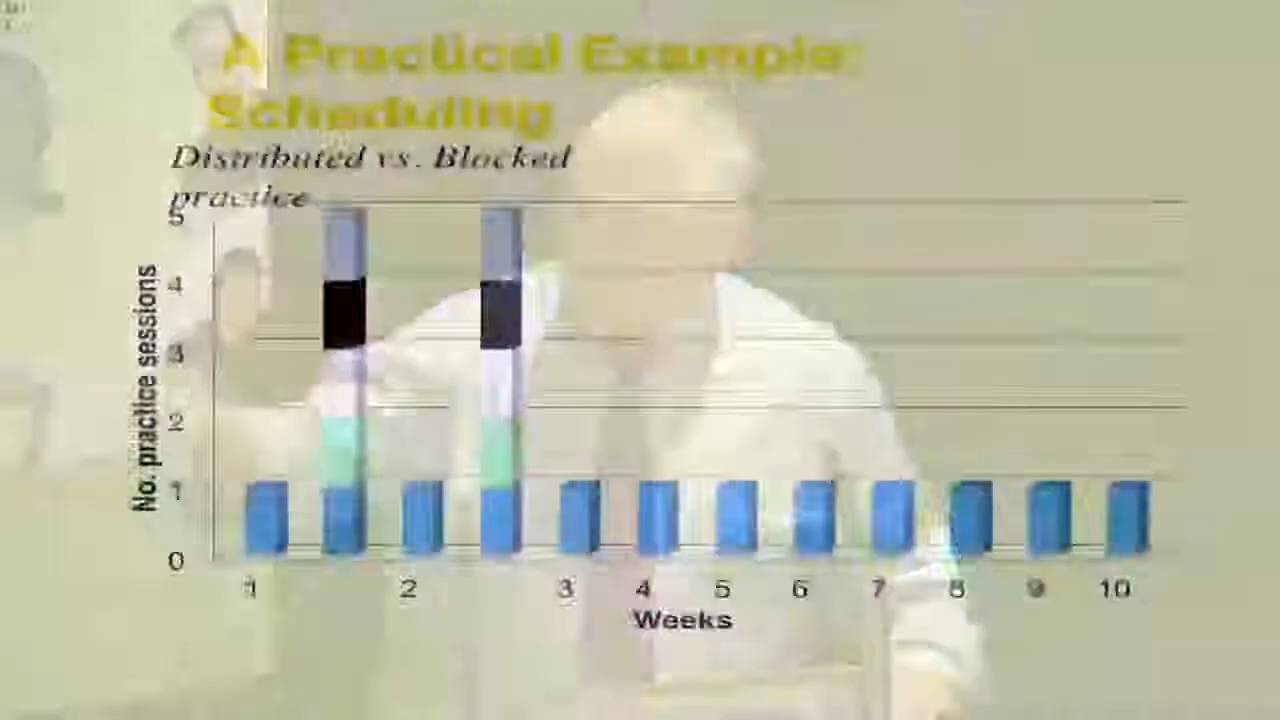 A Practical Example:
Scheduling
Distributed vs. Blocked
practice
5
4
3
2
1
0
No. practice sessions
1 2 3 4 5 6 7 8 9 10
Weeks